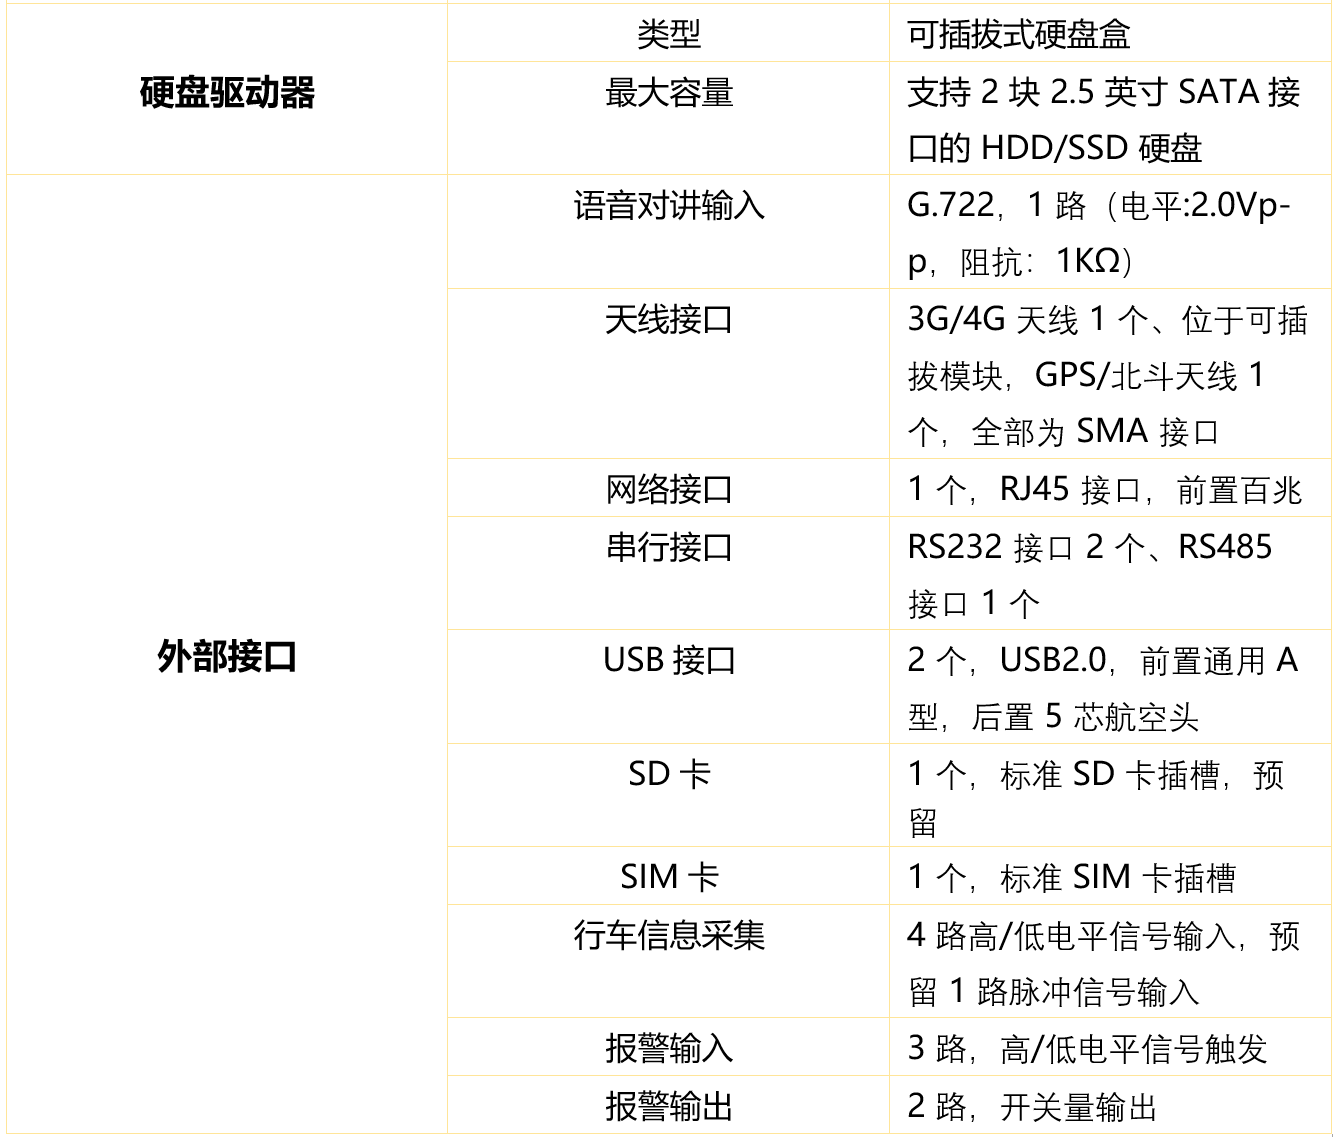 硬盘驱动器
类型
可插拔式硬盘盒
最大容量
支持 2 块 2.5 英寸 SATA 接
口的 HDD/SSD 硬盘
外部接口
语音对讲输入
G.722，1 路（电平:2.0Vp-
p，阻抗：1KΩ）
天线接口
3G/4G 天线 1 个、位于可插
拔模块，GPS/北斗天线 1
个，全部为 SMA 接口
网络接口
1 个，RJ45 接口，前置百兆
串行接口
RS232 接口 2 个、RS485
接口 1 个
USB 接口
2 个，USB2.0，前置通用 A
型，后置 5 芯航空头
SD 卡
1 个，标准 SD 卡插槽，预
留
SIM 卡
1 个，标准 SIM 卡插槽
行车信息采集
4 路高/低电平信号输入，预
留 1 路脉冲信号输入
报警输入
3 路，高/低电平信号触发
报警输出
2 路，开关量输出